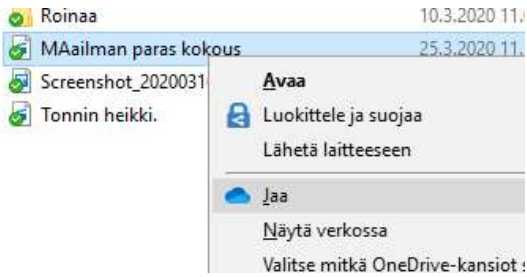 Roinaa 10.3.2020 11.
MAailman paras kokous 25.3.2020 11.
Screenshot_2020031
Tonnin heikki.
Avaa
Luokittele ja suojaa
Lähetä laitteeseen
Jaa
Näytä verkossa
Valitse mitkä OneDrive-kansiot